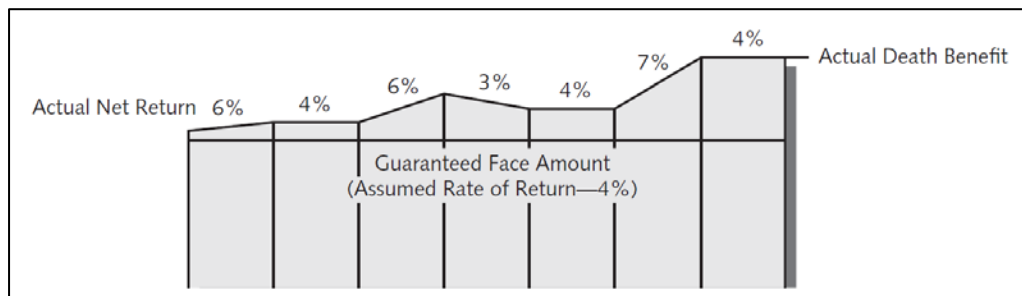 4%
7%
Actual Death Benefit
6%
3%
4%
Actual Net Return 6%
4%
Guaranteed Face Amount
(Assumed Rate of Return—4%)